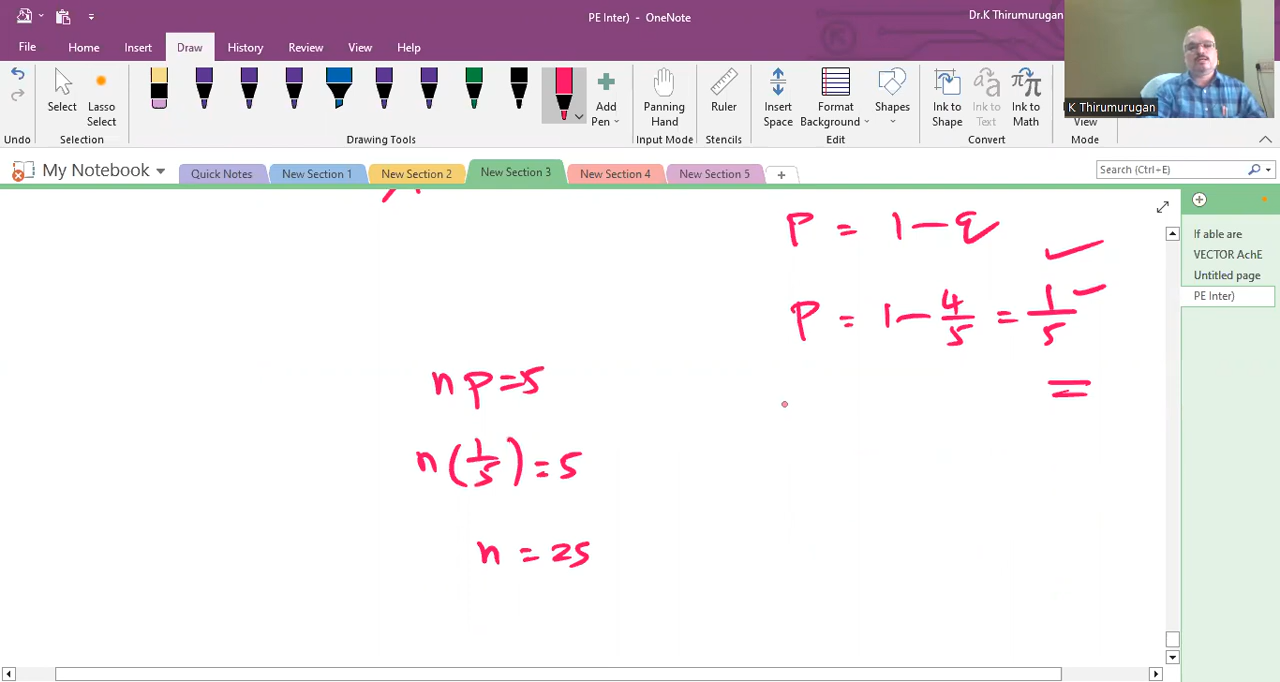 PE Inter) - OneNote
Dr.K Thirumurugan
File Home Insert Draw History Review View Help
Undo
Select
Lasso Select
Selection
Drawing Tools
Add Pen
Panning Hand
Input Mode
Ruler
Stencils
Insert Space
Format Background
Shapes
Edit
Ink to Shape
Ink to Text
Ink to Math
Convert
View
Mode
K Thirumurugan
My Notebook
Quick Notes New Section 1 New Section 2 New Section 3 New Section 4 New Section 5
Search (Ctrl+E)
If able are
VECTOR AchE
Untitled page
PE Inter)
P = 1 - q
P = 1 - 4/5 = 1/5
n p = 5
n (1/5) = 5
n = 25